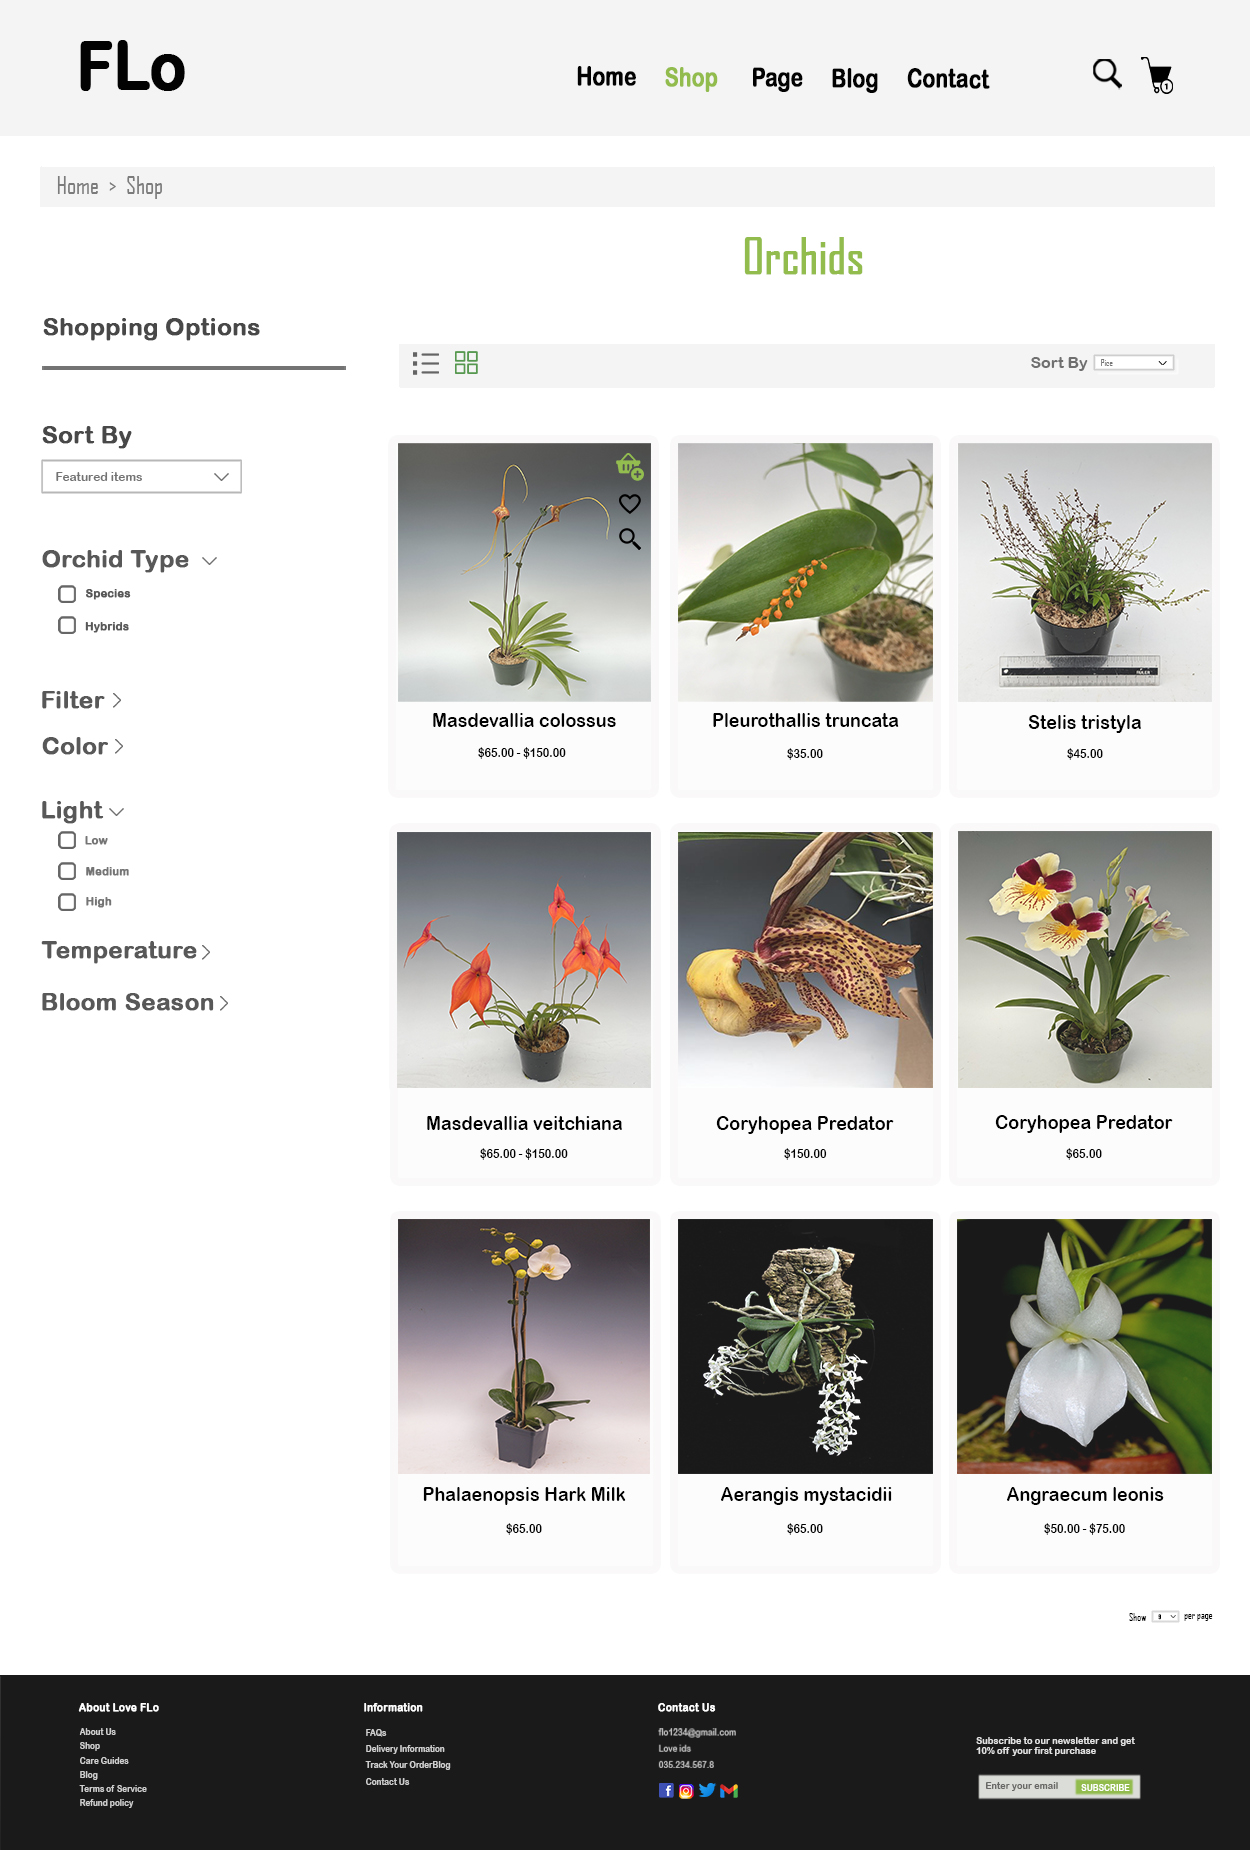 FLo
Home Shop Page Blog Contact
1
Home > Shop
Orchids
Shopping Options
Sort By Pice
Sort By
Featured items
Orchid Type
Species
Hybrids
Filter
Color
Light
Low
Medium
High
Temperature
Bloom Season
Masdevallia colossus
$65.00 - $150.00
Pleurothallis truncata
$35.00
Stelis tristyla
$45.00
Masdevallia veitchiana
$65.00 - $150.00
Coryhopea Predator
$150.00
Coryhopea Predator
$65.00
Phalaenopsis Hark Milk
$65.00
Aerangis mystacidii
$65.00
Angraecum leonis
$50.00 - $75.00
Show 9 per page
About Love FLo
About Us
Shop
Care Guides
Blog
Terms of Service
Refund policy
Information
FAQs
Delivery Information
Track Your OrderBlog
Contact Us
Contact Us
flo1234@gmail.com
Love ids
035.234.567.8
Subscribe to our newsletter and get
10% off your first purchase
Enter your email SUBSCRIBE